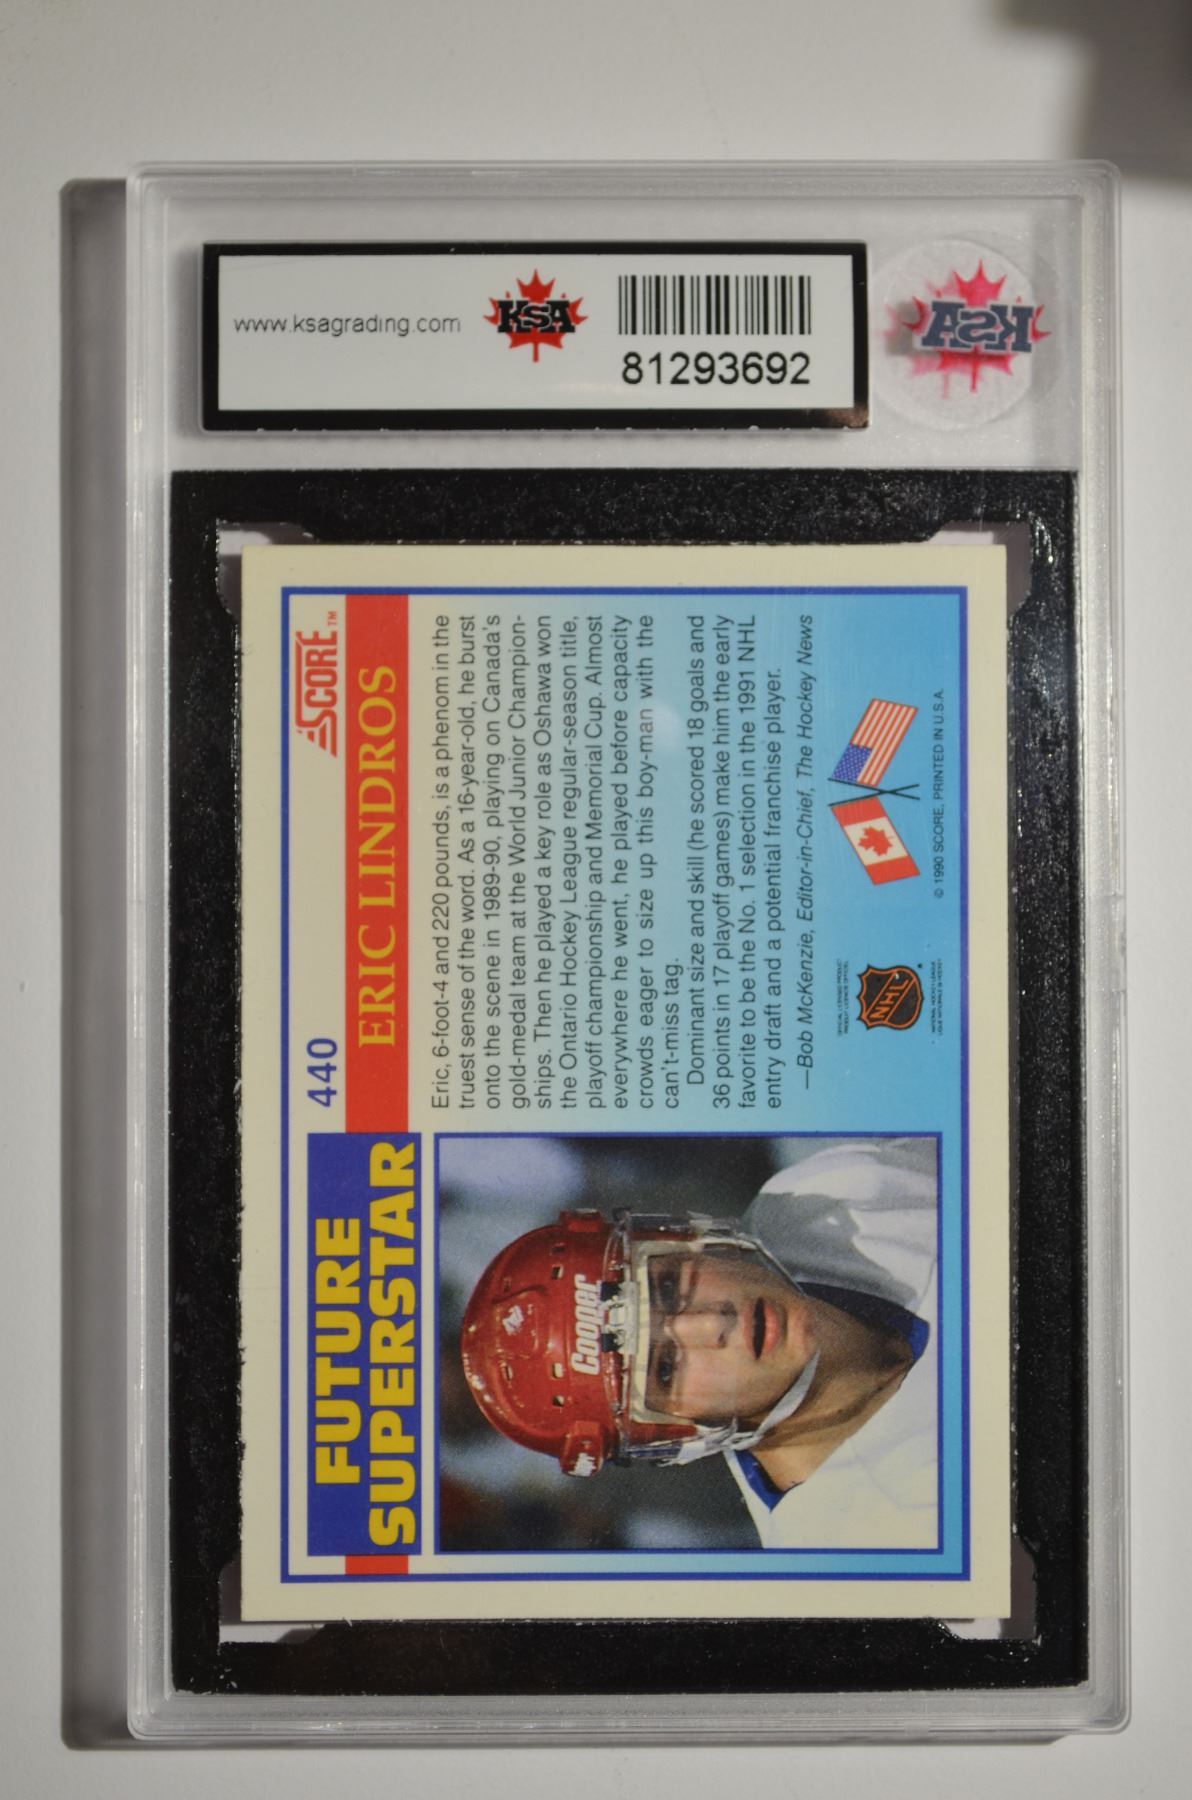 www.ksagrading.com
KSA
81293692
KSA
SCORE™
440
ERIC LINDROS
FUTURE
SUPERSTAR
Eric, 6-foot-4 and 220 pounds, is a phenom in the
truest sense of the word. As a 16-year-old, he burst
onto the scene in 1989-90, playing on Canada's
gold-medal team at the World Junior Champion-
ships. Then he played a key role as Oshawa won
the Ontario Hockey League regular-season title,
playoff championship and Memorial Cup. Almost
everywhere he went, he played before capacity
crowds eager to size up this boy-man with the
can't-miss tag.
Dominant size and skill (he scored 18 goals and
36 points in 17 playoff games) make him the early
favorite to be the No. 1 selection in the 1991 NHL
entry draft and a potential franchise player.
—Bob McKenzie, Editor-in-Chief, The Hockey News
Cooper
NHL
© 1990 SCORE, PRINTED IN U.S.A.